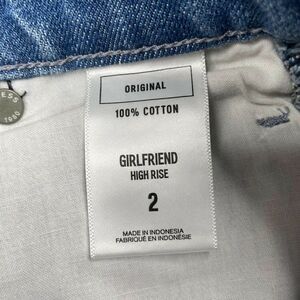 ORIGINAL
100% COTTON
GIRLFRIEND
HIGH RISE
2
MADE IN INDONESIA
FABRIQUÉ EN INDONÉSIE